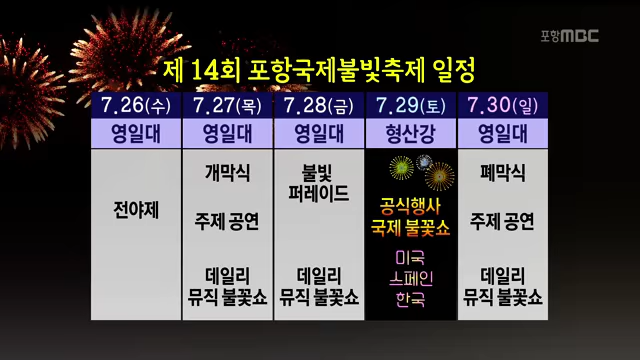 포항MBC
제 14회 포항국제불빛축제 일정
7.26(수) 7.27(목) 7.28(금) 7.29(토) 7.30(일)
영일대 영일대 영일대 형산강 영일대
전야제
개막식
주제 공연
데일리
뮤직 불꽃쇼
불빛
퍼레이드
데일리
뮤직 불꽃쇼
공식행사
국제 불꽃쇼
미국
스페인
한국
폐막식
주제 공연
데일리
뮤직 불꽃쇼